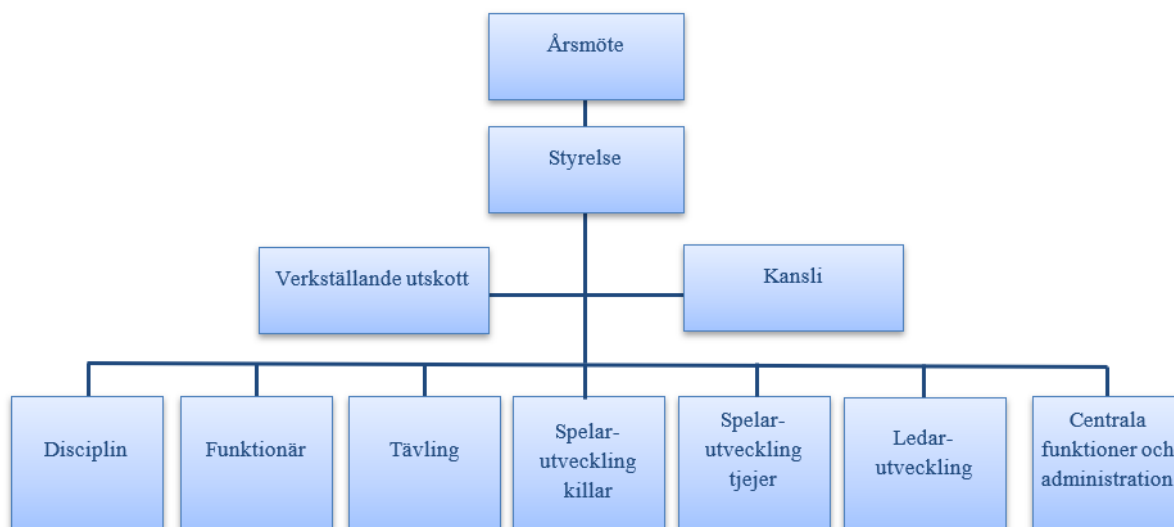 Årsmöte
Styrelse
Verkställande utskott
Kansli
Disciplin
Funktionär
Tävling
Spelar-
utveckling
killar
Spelar-
utveckling
tjejer
Ledar-
utveckling
Centrala
funktioner och
administration